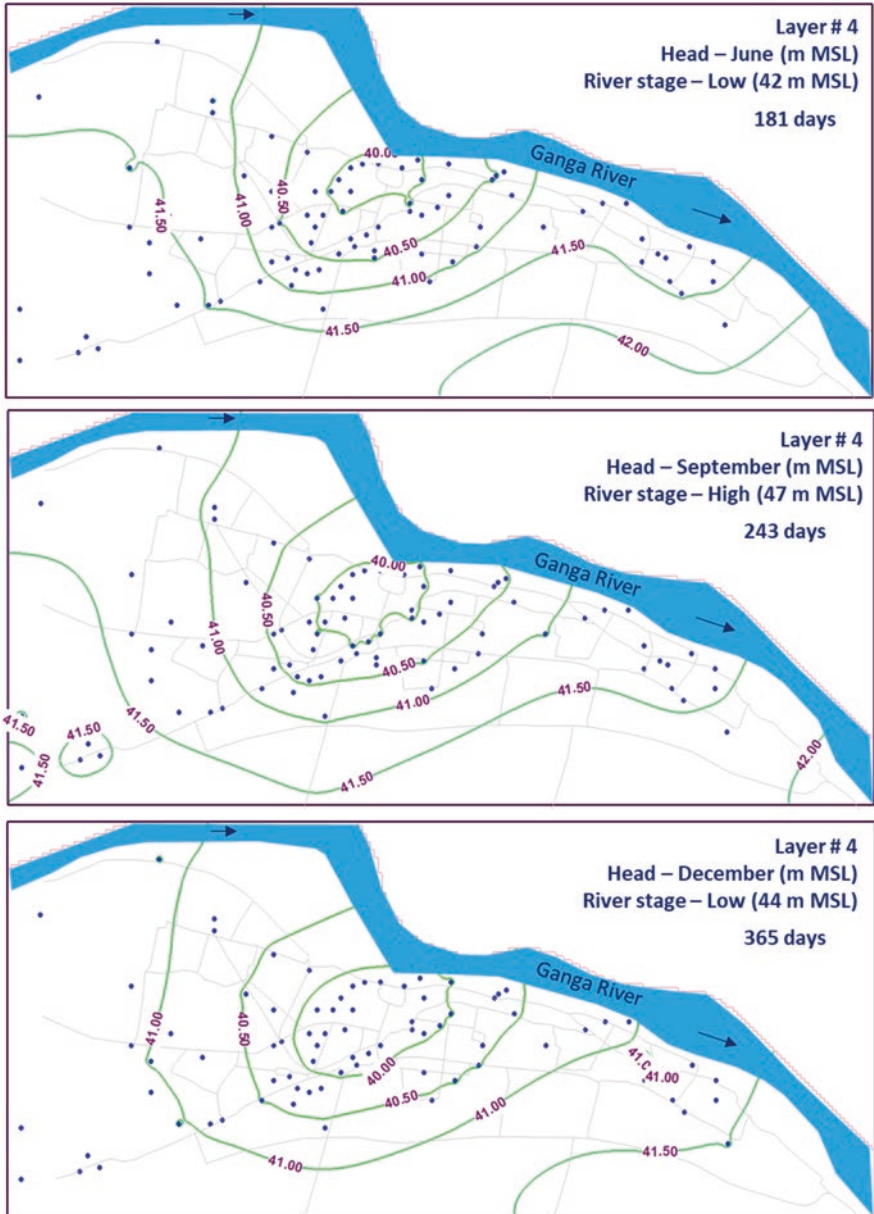 Layer # 4
Head – June (m MSL)
River stage – Low (42 m MSL)
181 days
Ganga River
40.00
40.50
41.00
41.50
40.50
41.50
41.00
41.50
42.00
Layer # 4
Head – September (m MSL)
River stage – High (47 m MSL)
243 days
Ganga River
40.00
40.50
41.00
40.50
41.50
41.00
41.50
41.50
41.50
41.50
41.50
42.00
Layer # 4
Head – December (m MSL)
River stage – Low (44 m MSL)
365 days
Ganga River
41.00
40.50
40.00
41.00
40.50
41.00
41.50
41.00